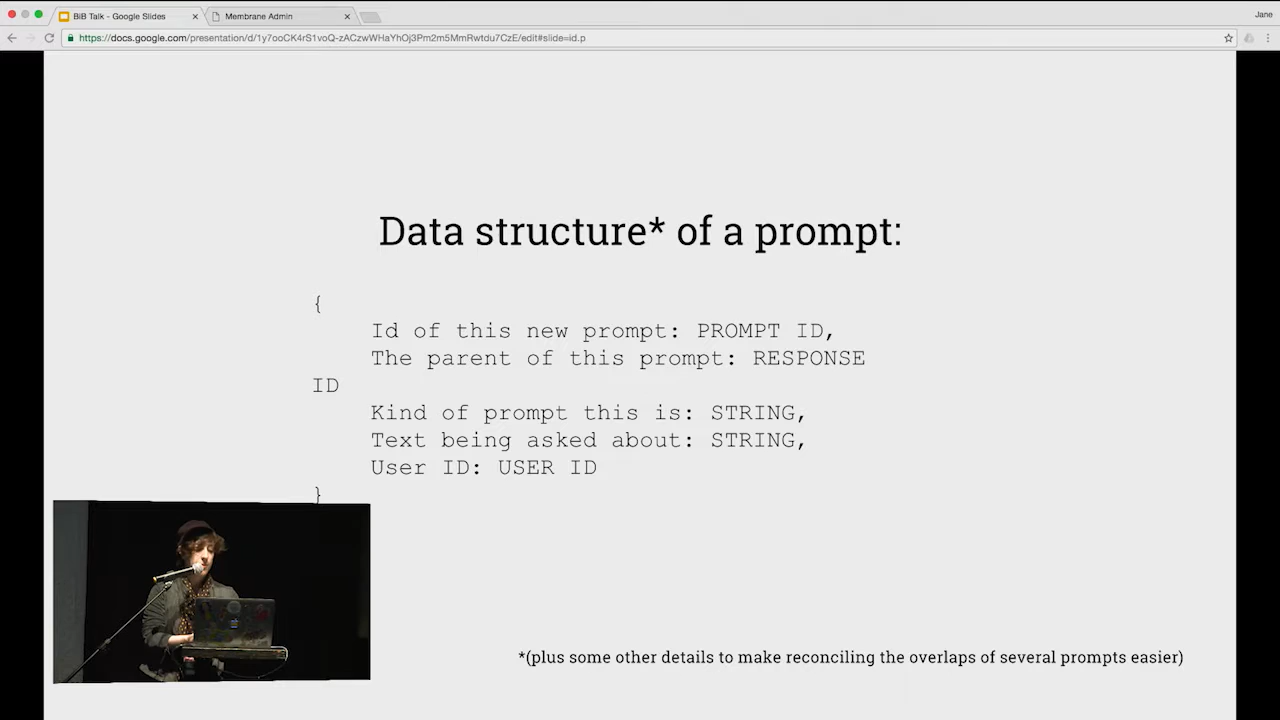 BiB Talk - Google Slides
Membrane Admin
Jane
https://docs.google.com/presentation/d/1y7ooCK4rS1voQ-zACzwWHaYhOj3Pm2m5MmRwtdu7CzE/edit#slide=id.p
Data structure* of a prompt:
{
Id of this new prompt: PROMPT ID,
The parent of this prompt: RESPONSE
ID
Kind of prompt this is: STRING,
Text being asked about: STRING,
User ID: USER ID
}
*(plus some other details to make reconciling the overlaps of several prompts easier)